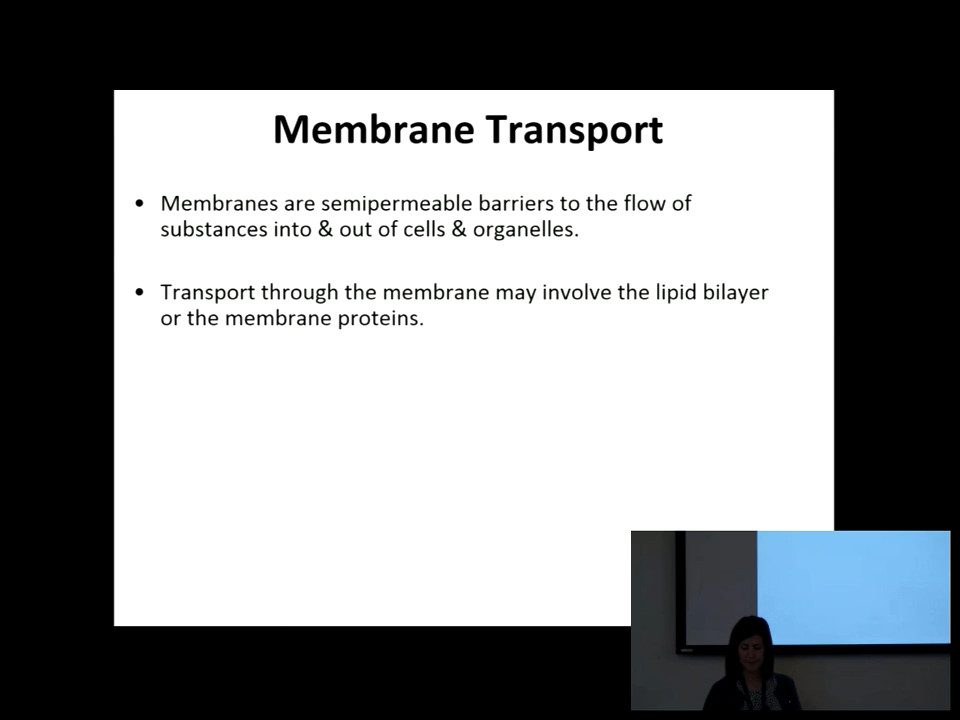 Membrane Transport
• Membranes are semipermeable barriers to the flow of
substances into & out of cells & organelles.
• Transport through the membrane may involve the lipid bilayer
or the membrane proteins.